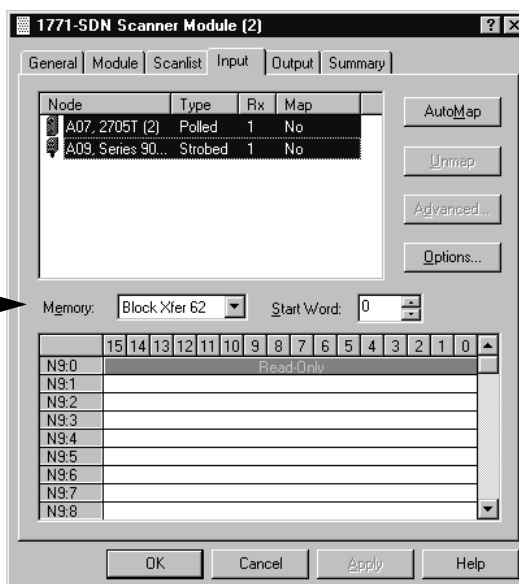 1771-SDN Scanner Module (2)
General Module Scanlist Input Output Summary
Node Type Rx Map
A07, 2705T (2) Polled 1 No
A09, Series 90... Strobed 1 No
AutoMap
Unmap
Advanced...
Options...
Memory: Block Xfer 62 Start Word: 0
15 14 13 12 11 10 9 8 7 6 5 4 3 2 1 0
N9:0 Read-Only
N9:1
N9:2
N9:3
N9:4
N9:5
N9:6
N9:7
N9:8
OK Cancel Apply Help